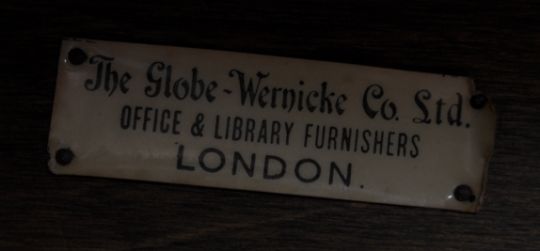 The Globe-Wernicke Co. Ltd.
OFFICE & LIBRARY FURNISHERS
LONDON.